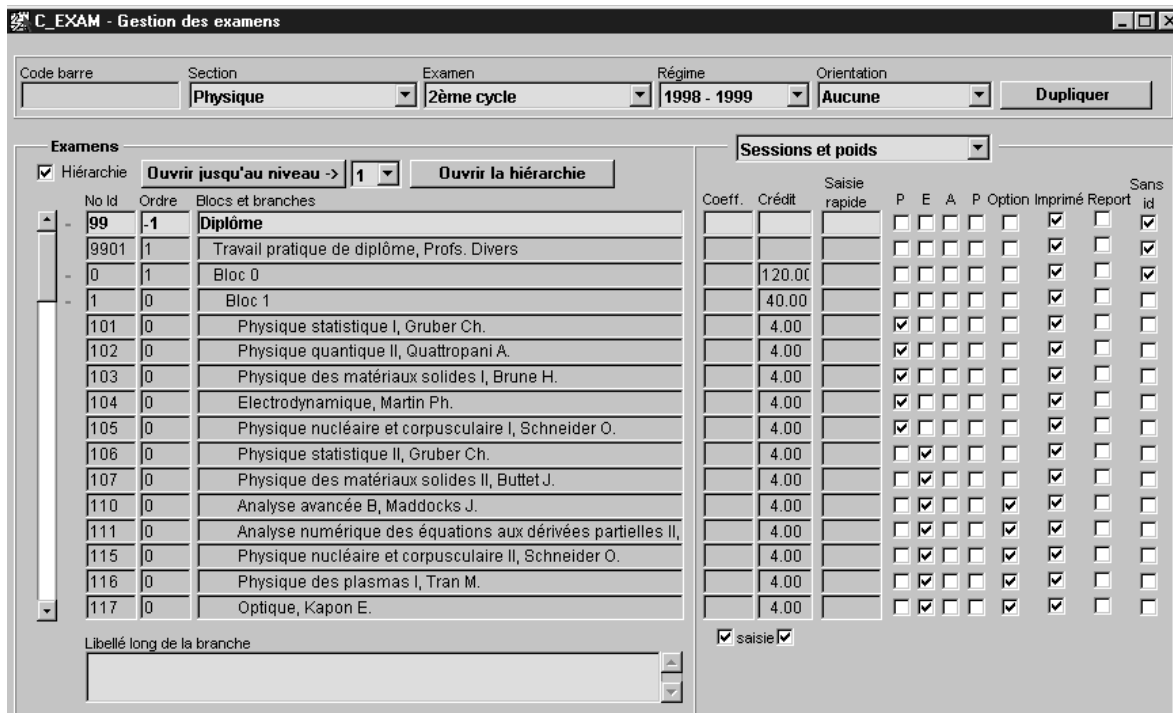 C_EXAM - Gestion des examens
Code barre Section Examen Régime Orientation
Physique 2ème cycle 1998 - 1999 Aucune Dupliquer
Examens Sessions et poids
Hiérarchie Ouvrir jusqu'au niveau -> 1 Ouvrir la hiérarchie
No Id Ordre Blocs et branches Coeff. Crédit Saisie rapide P E A P Option Imprimé Report Sans id
99 -1 Diplôme
9901 1 Travail pratique de diplôme, Profs. Divers
0 1 Bloc 0 120.00
1 0 Bloc 1 40.00
101 0 Physique statistique I, Gruber Ch. 4.00
102 0 Physique quantique II, Quattropani A. 4.00
103 0 Physique des matériaux solides I, Brune H. 4.00
104 0 Electrodynamique, Martin Ph. 4.00
105 0 Physique nucléaire et corpusculaire I, Schneider O. 4.00
106 0 Physique statistique II, Gruber Ch. 4.00
107 0 Physique des matériaux solides II, Buttet J. 4.00
110 0 Analyse avancée B, Maddocks J. 4.00
111 0 Analyse numérique des équations aux dérivées partielles II, 4.00
115 0 Physique nucléaire et corpusculaire II, Schneider O. 4.00
116 0 Physique des plasmas I, Tran M. 4.00
117 0 Optique, Kapon E. 4.00
saisie
Libellé long de la branche